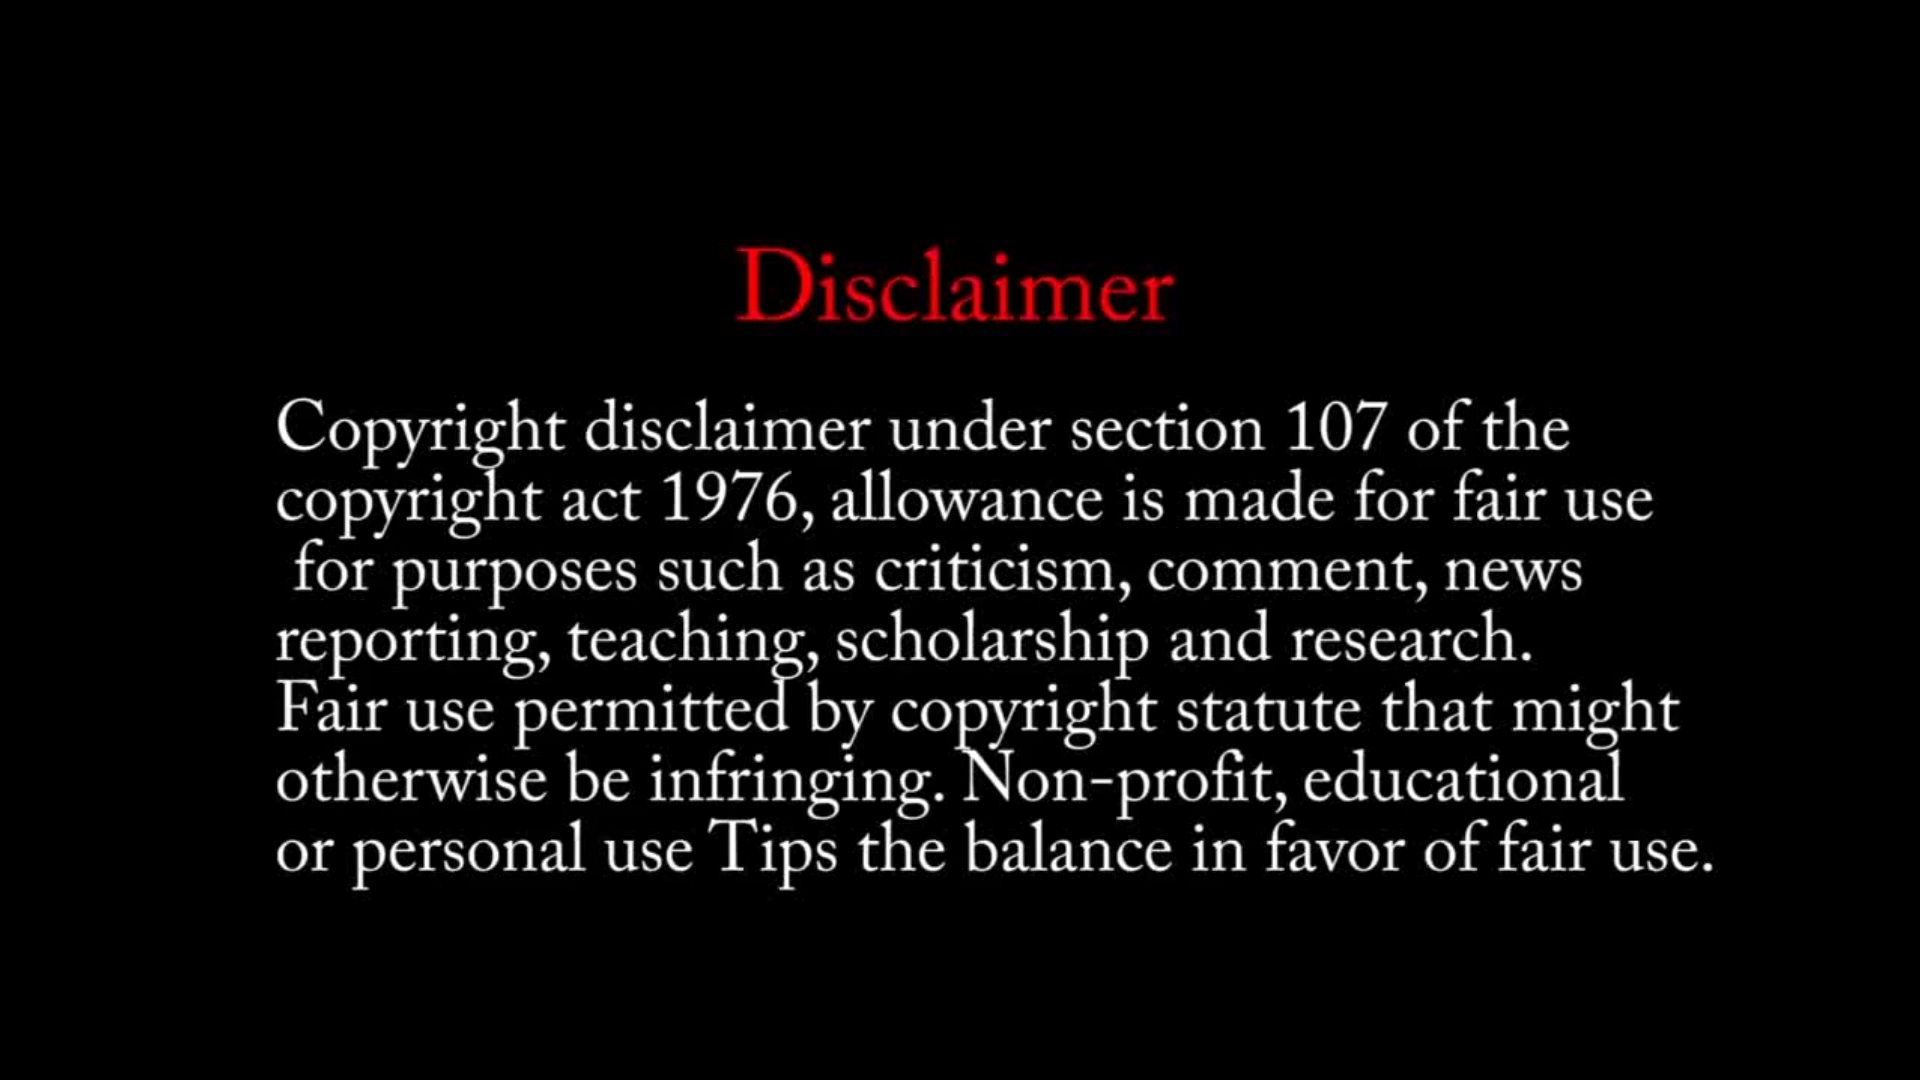 Disclaimer
Copyright disclaimer under section 107 of the
copyright act 1976, allowance is made for fair use
for purposes such as criticism, comment, news
reporting, teaching, scholarship and research.
Fair use permitted by copyright statute that might
otherwise be infringing. Non-profit, educational
or personal use Tips the balance in favor of fair use.